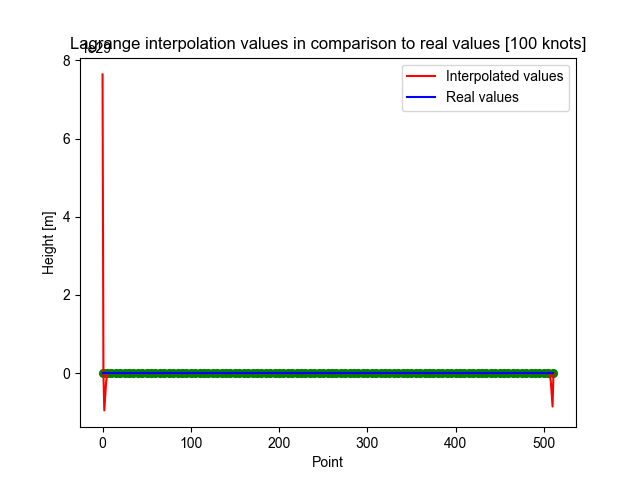 Lagrange interpolation values in comparison to real values [100 knots]
1e29
Interpolated values
Real values
8
6
4
2
0
Height [m]
0 100 200 300 400 500
Point